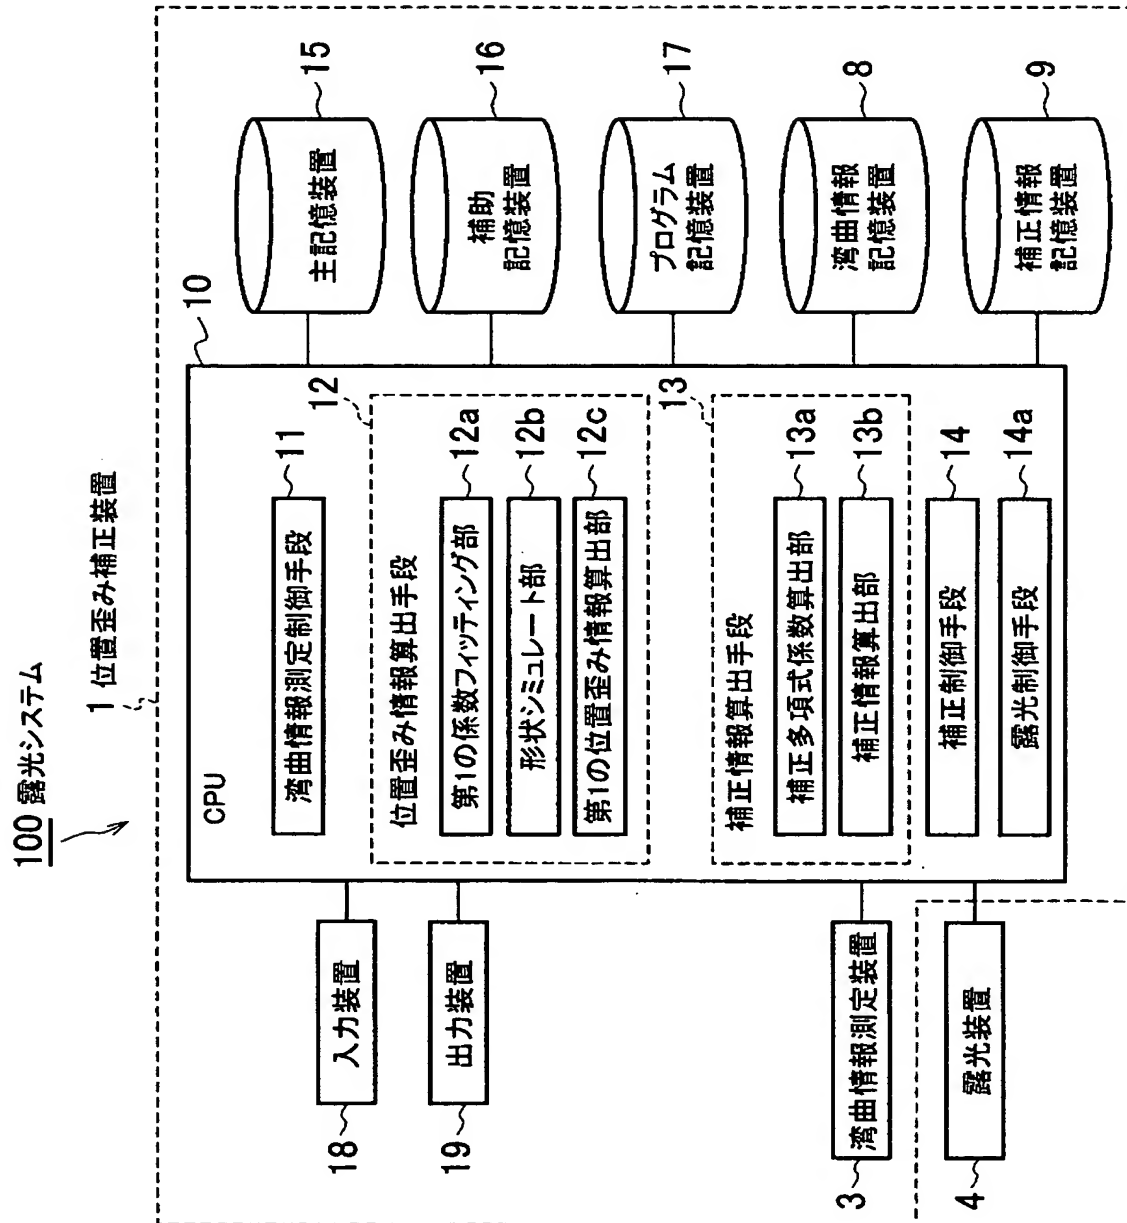 100 露光システム
1 位置歪み補正装置
10
CPU
11
湾曲情報測定制御手段
12
位置歪み情報算出手段
12a
第1の係数フィッティング部
12b
形状シミュレート部
12c
第1の位置歪み情報算出部
13
補正情報算出手段
13a
補正多項式係数算出部
13b
補正情報算出部
14
補正制御手段
14a
露光制御手段
18
入力装置
19
出力装置
3
湾曲情報測定装置
4
露光装置
15
主記憶装置
16
補助
記憶装置
17
プログラム
記憶装置
8
湾曲情報
記憶装置
9
補正情報
記憶装置